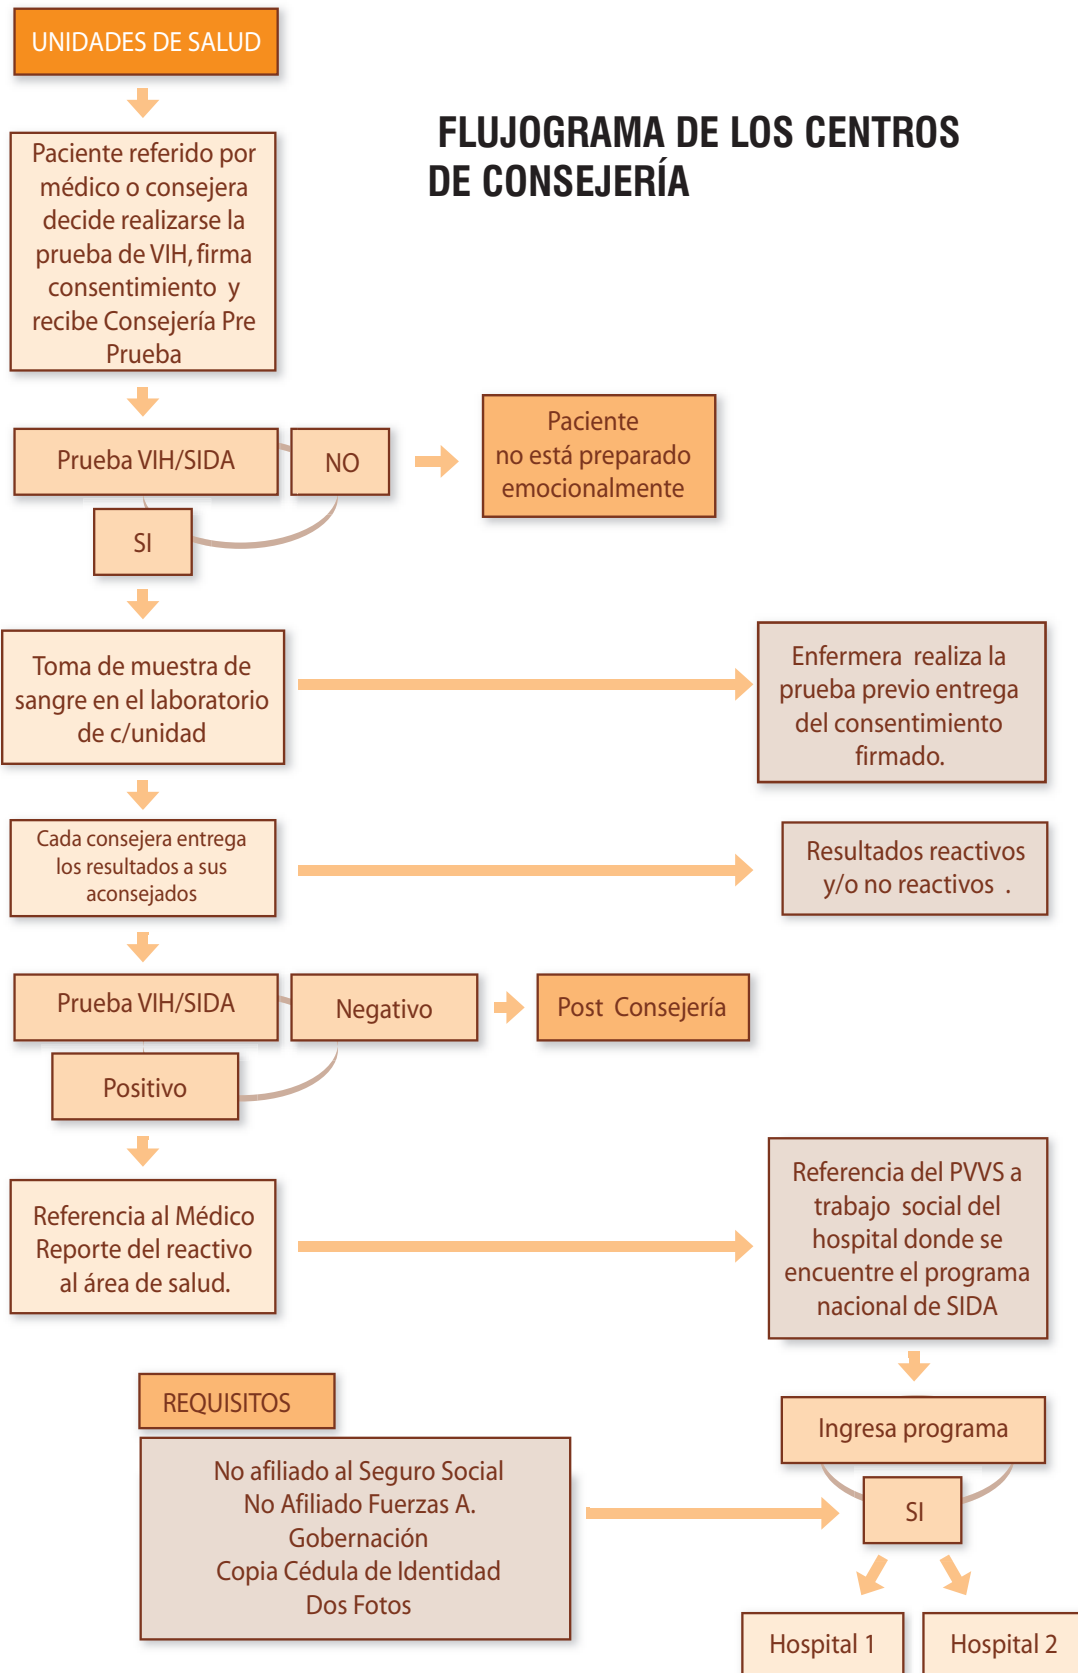 UNIDADES DE SALUD
FLUJOGRAMA DE LOS CENTROS
DE CONSEJERÍA
Paciente referido por
médico o consejera
decide realizarse la
prueba de VIH, firma
consentimiento y
recibe Consejería Pre
Prueba
Prueba VIH/SIDA
NO
Paciente
no está preparado
emocionalmente
SI
Toma de muestra de
sangre en el laboratorio
de c/unidad
Enfermera realiza la
prueba previo entrega
del consentimiento
firmado.
Cada consejera entrega
los resultados a sus
aconsejados
Resultados reactivos
y/o no reactivos .
Prueba VIH/SIDA
Negativo
Post Consejería
Positivo
Referencia al Médico
Reporte del reactivo
al área de salud.
Referencia del PVVS a
trabajo social del
hospital donde se
encuentre el programa
nacional de SIDA
REQUISITOS
No afiliado al Seguro Social
No Afiliado Fuerzas A.
Gobernación
Copia Cédula de Identidad
Dos Fotos
Ingresa programa
SI
Hospital 1
Hospital 2